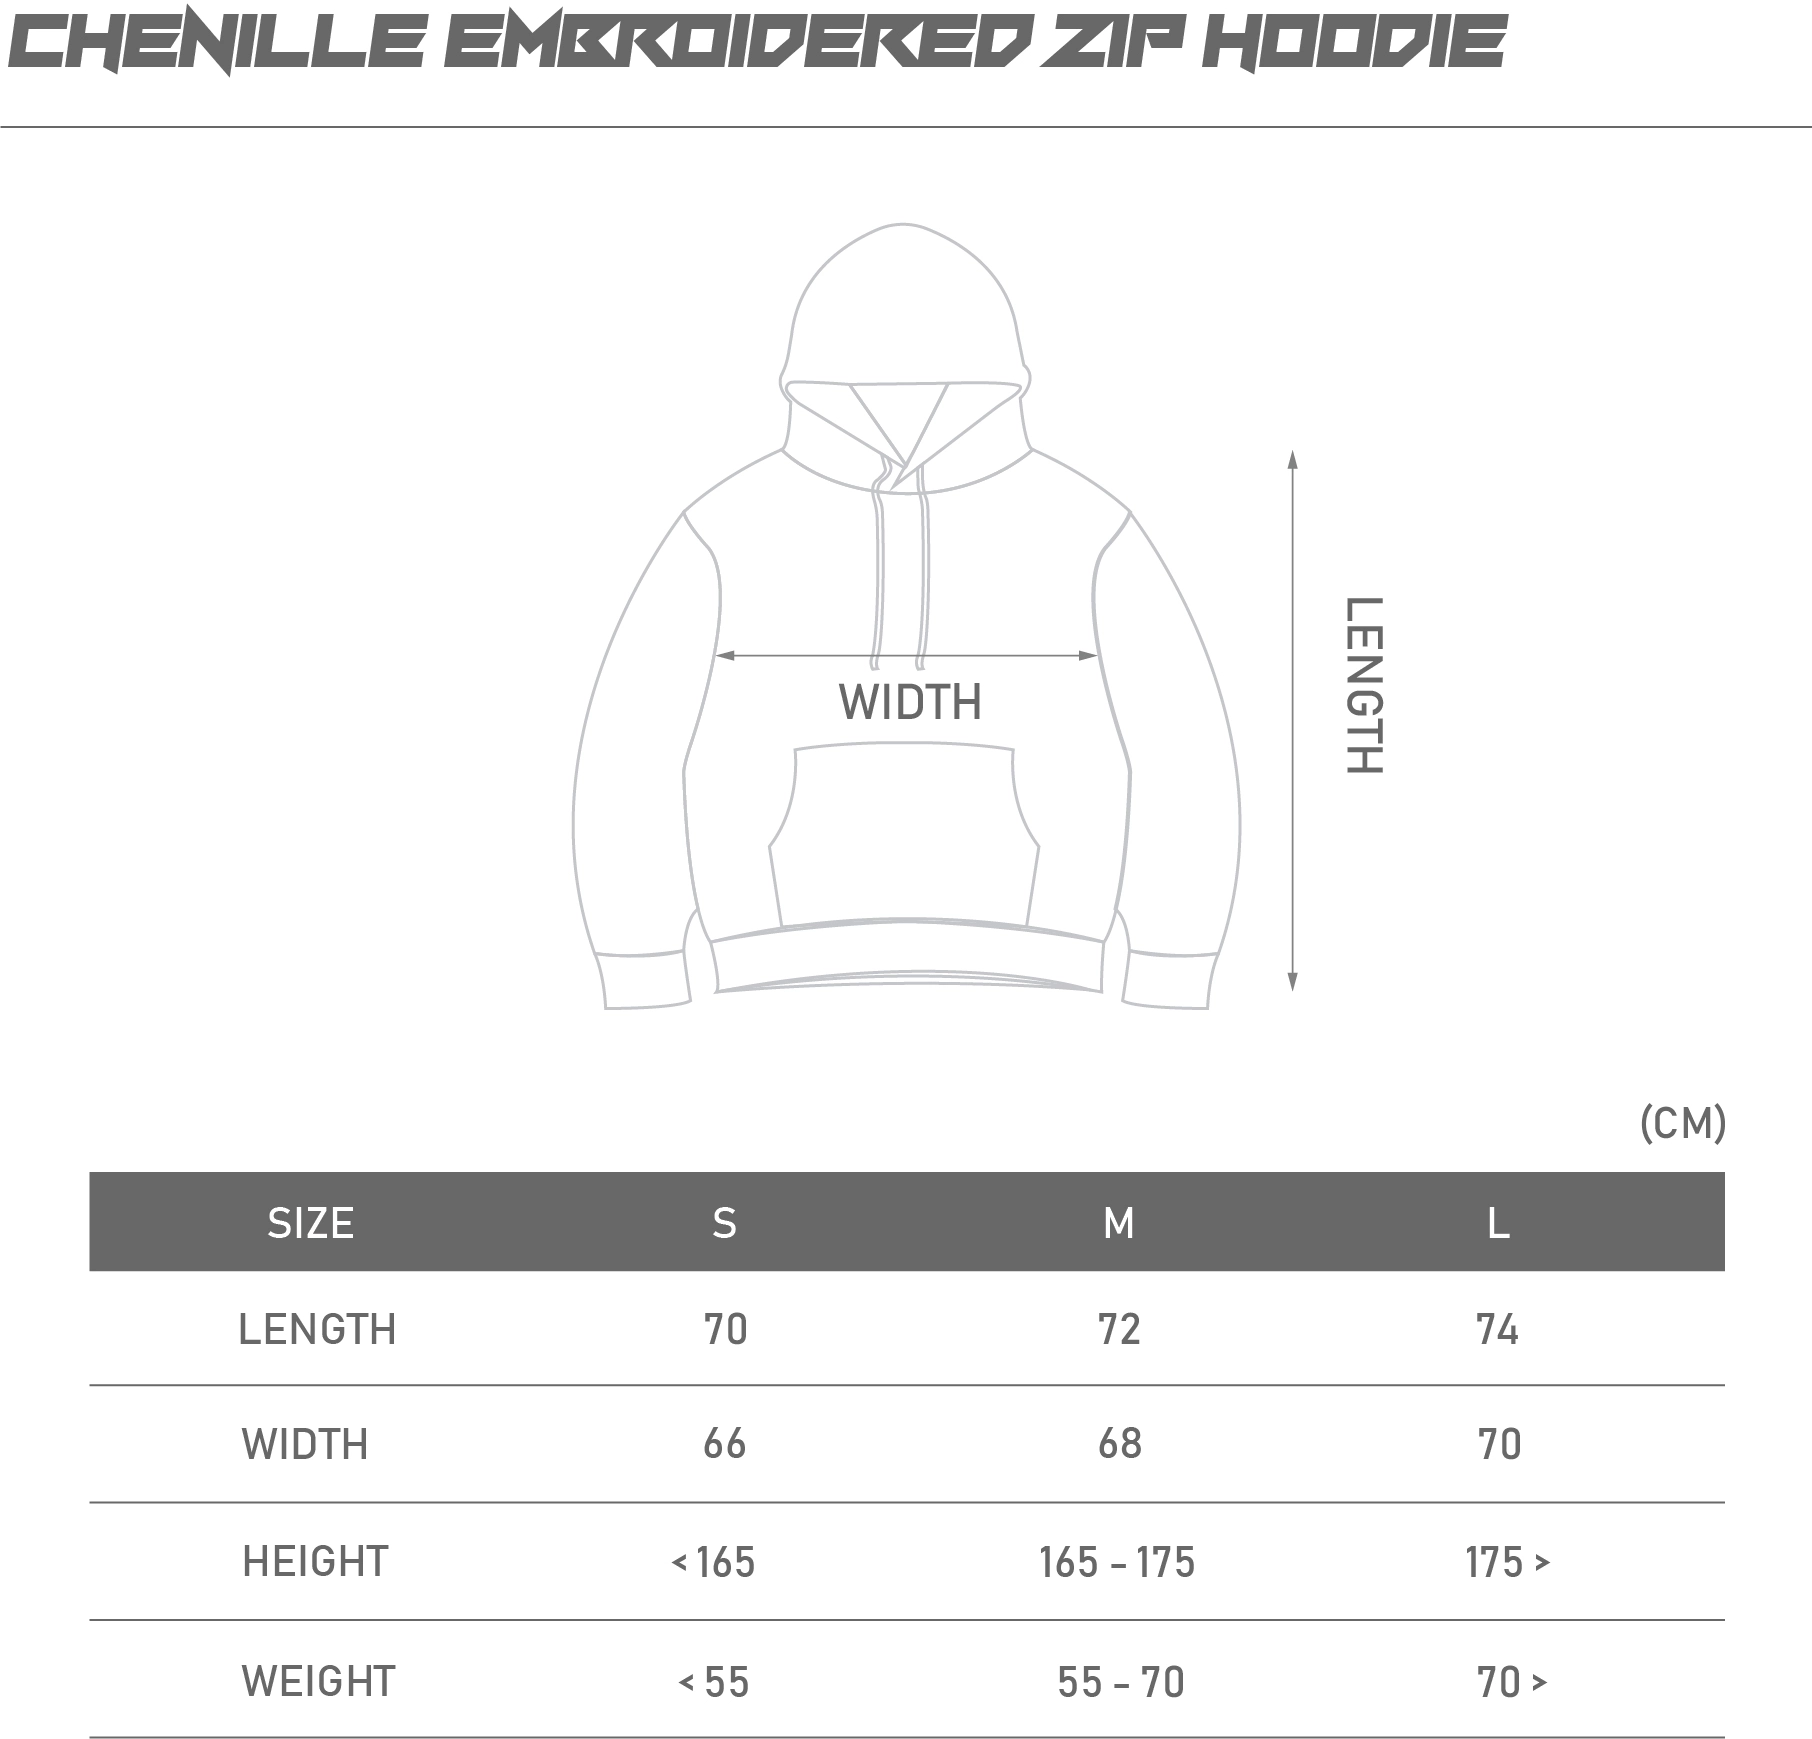 CHENILLE EMBROIDERED ZIP HOODIE
WIDTH
LENGTH
(CM)
SIZE S M L
LENGTH 70 72 74
WIDTH 66 68 70
HEIGHT < 165 165 - 175 175 >
WEIGHT < 55 55 - 70 70 >